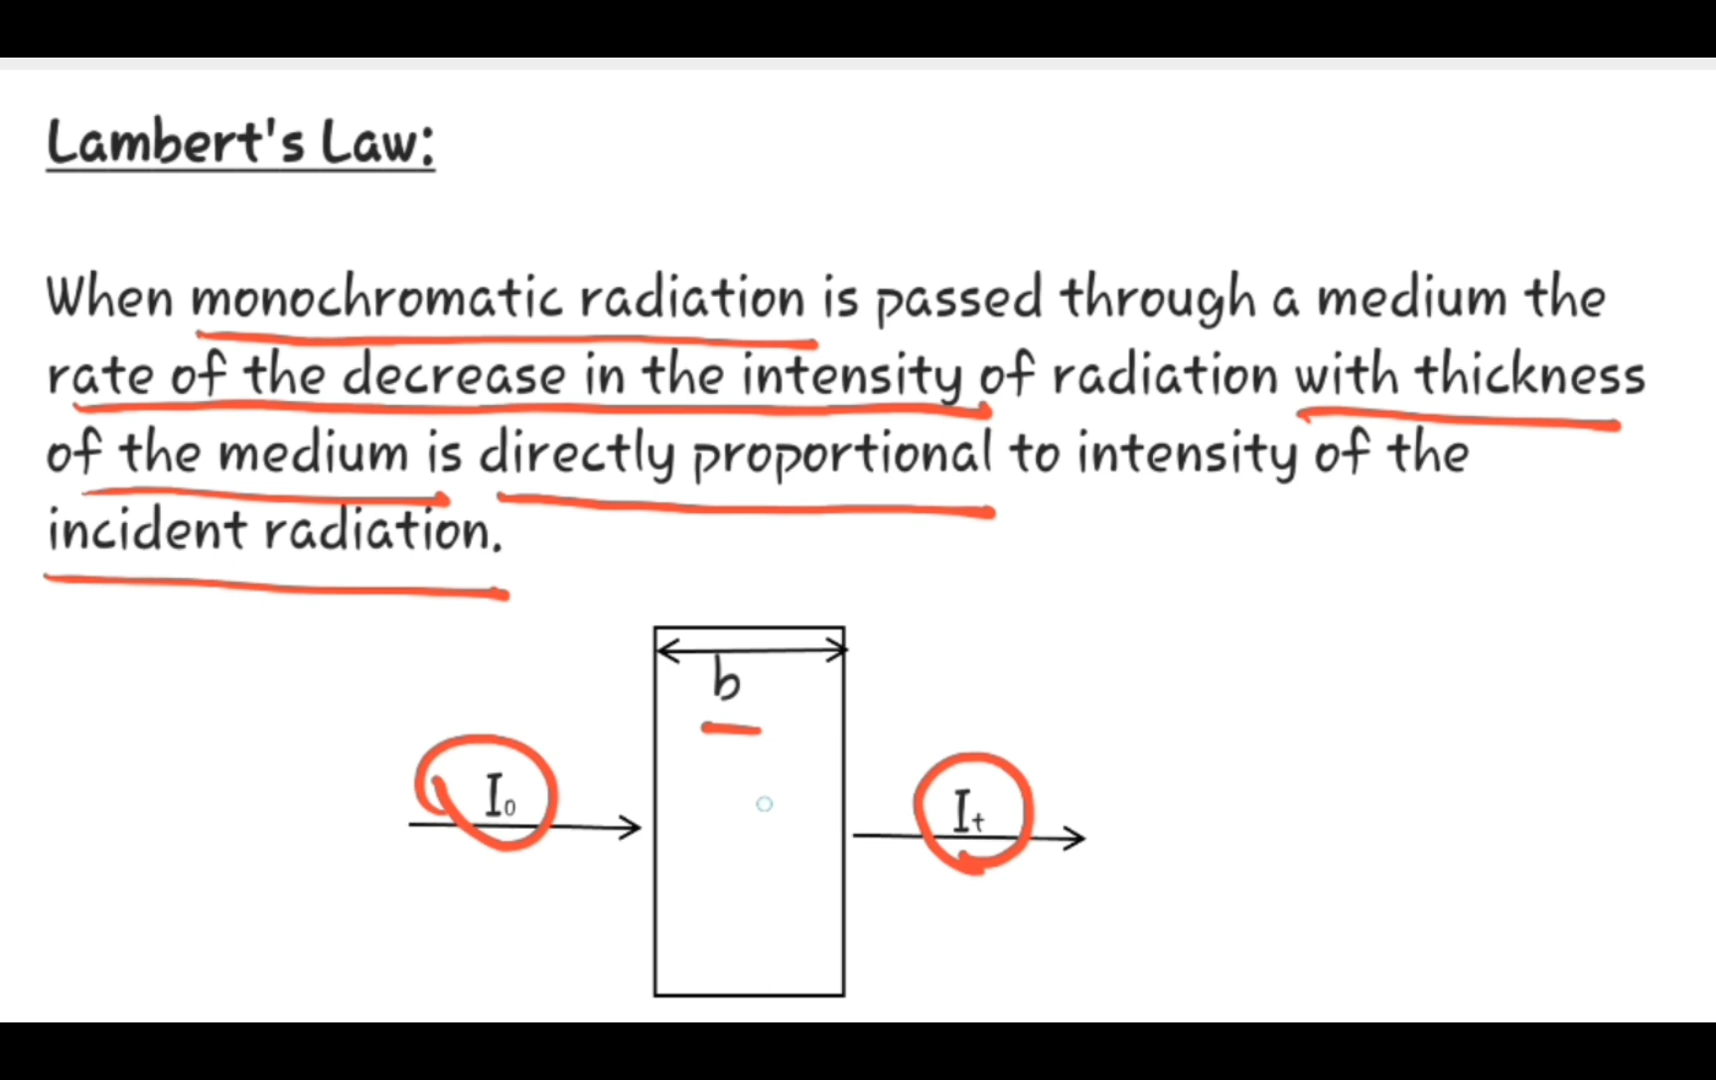 Lambert's Law:
When monochromatic radiation is passed through a medium the
rate of the decrease in the intensity of radiation with thickness
of the medium is directly proportional to intensity of the
incident radiation.
b
I₀
Iₜ